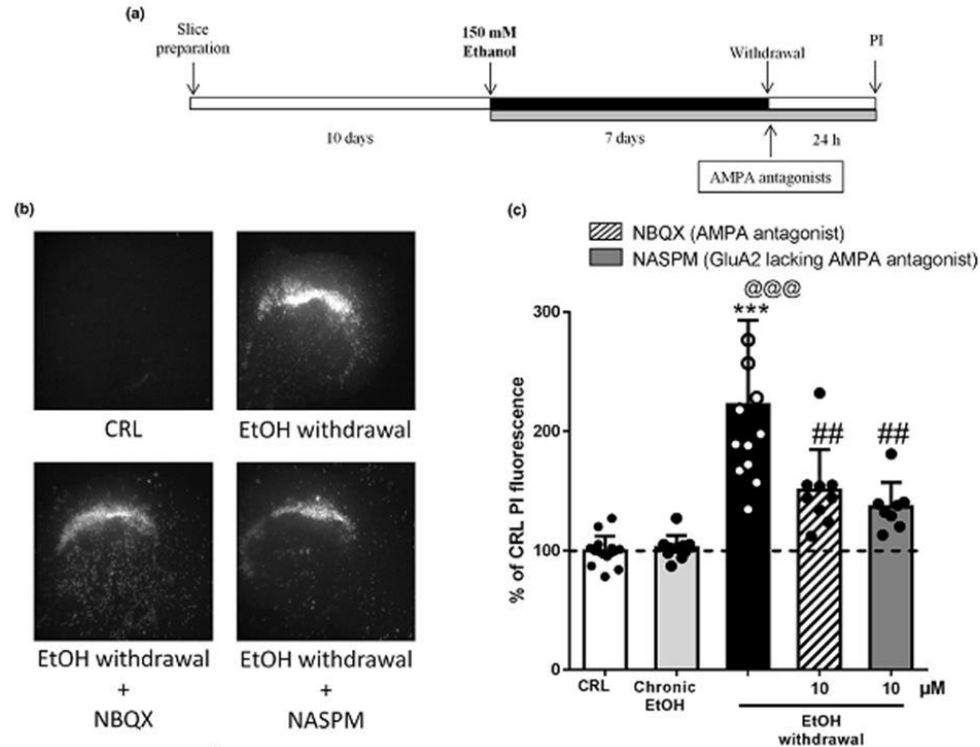 (a)
Slice
preparation
150 mM
Ethanol
Withdrawal
PI
10 days
7 days
24 h
AMPA antagonists
(b)
CRL
EtOH withdrawal
EtOH withdrawal
+
NBQX
EtOH withdrawal
+
NASPM
(c)
NBQX (AMPA antagonist)
NASPM (GluA2 lacking AMPA antagonist)
@@@
***
##
##
% of CRL PI fluorescence
300
200
100
0
CRL
Chronic
EtOH
10
10
µM
EtOH
withdrawal